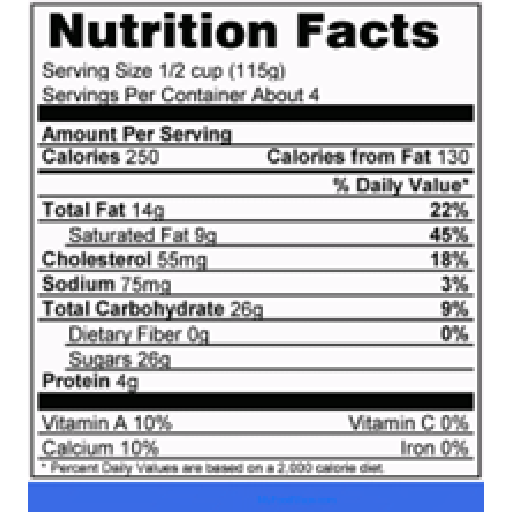 Nutrition Facts
Serving Size 1/2 cup (115g)
Servings Per Container About 4
Amount Per Serving
Calories 250 Calories from Fat 130
% Daily Value*
Total Fat 14g 22%
Saturated Fat 9g 45%
Cholesterol 55mg 18%
Sodium 75mg 3%
Total Carbohydrate 26g 9%
Dietary Fiber 0g 0%
Sugars 26g
Protein 4g
Vitamin A 10% Vitamin C 0%
Calcium 10% Iron 0%
* Percent Daily Values are based on a 2,000 calorie diet.